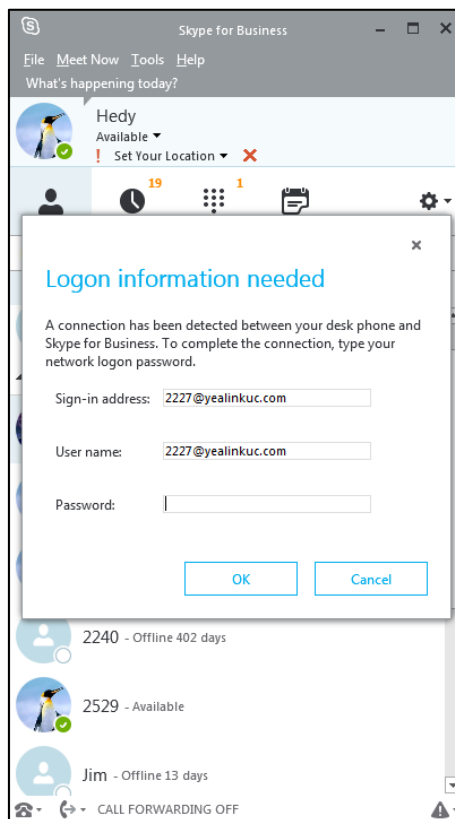 Skype for Business
File Meet Now Tools Help
What's happening today?
Hedy
Available
! Set Your Location
19 1
Logon information needed
A connection has been detected between your desk phone and
Skype for Business. To complete the connection, type your
network logon password.
Sign-in address: 2227@yealinkuc.com
User name: 2227@yealinkuc.com
Password:
OK Cancel
2240 - Offline 402 days
2529 - Available
Jim - Offline 13 days
CALL FORWARDING OFF